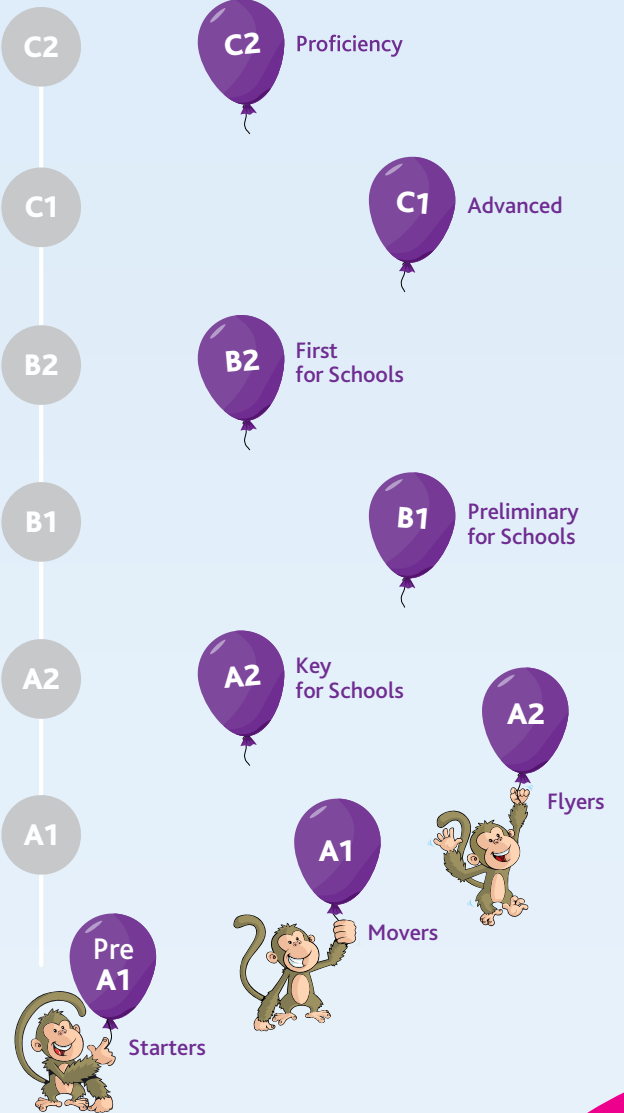 C2
C2
Proficiency
C1
C1
Advanced
B2
B2
First
for Schools
B1
B1
Preliminary
for Schools
A2
A2
Key
for Schools
A2
Flyers
A1
A1
Movers
Pre
A1
Starters